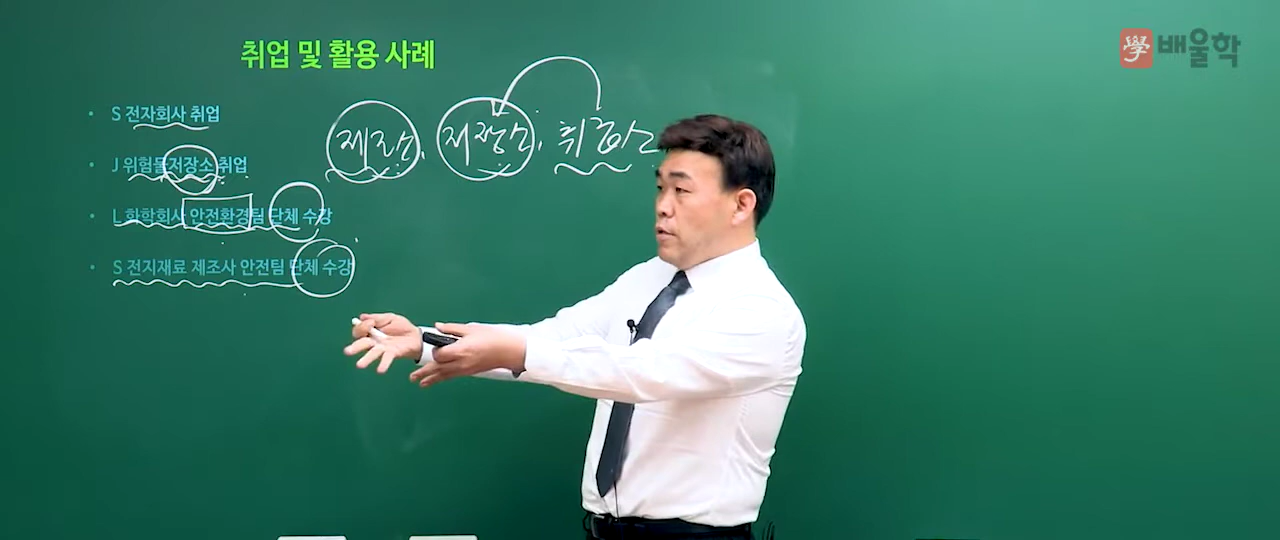 취업 및 활용 사례
學 배울학
S 전자회사 취업
제조소, 저장소, 취급소
J 위험물저장소 취업
L 화학회사 안전환경팀 단체 수강
S 전지재료 제조사 안전팀 단체 수강